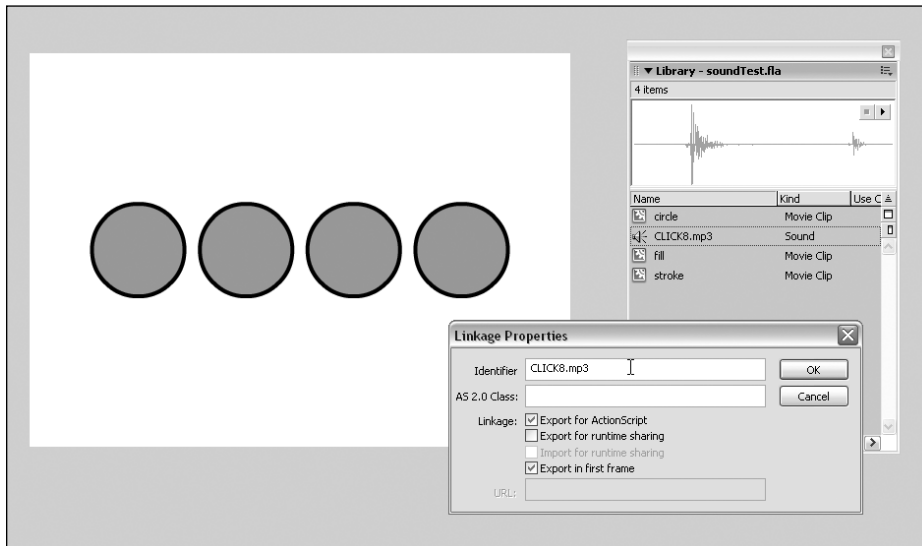 Library - soundTest.fla
4 items
Name Kind Use C
circle Movie Clip
CLICK8.mp3 Sound
fill Movie Clip
stroke Movie Clip
Linkage Properties
Identifier CLICK8.mp3 OK
AS 2.0 Class: Cancel
Linkage: Export for ActionScript
Export for runtime sharing
Import for runtime sharing
Export in first frame
URL: